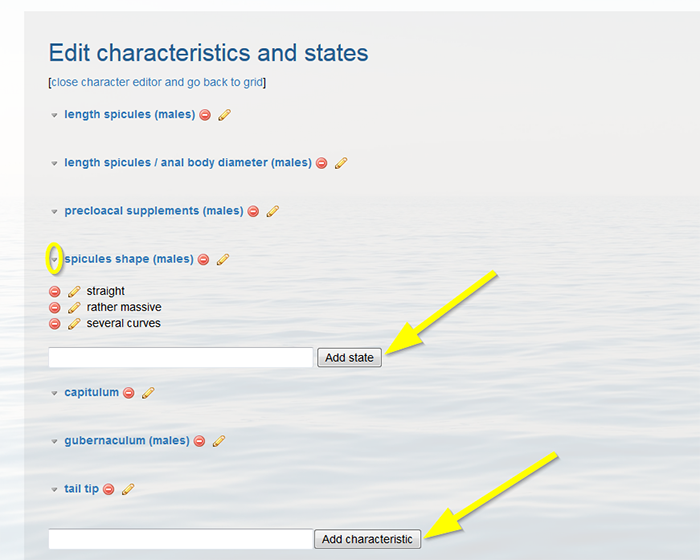 Edit characteristics and states
[close character editor and go back to grid]
length spicules (males)
length spicules / anal body diameter (males)
precloacal supplements (males)
spicules shape (males)
straight
rather massive
several curves
Add state
capitulum
gubernaculum (males)
tail tip
Add characteristic